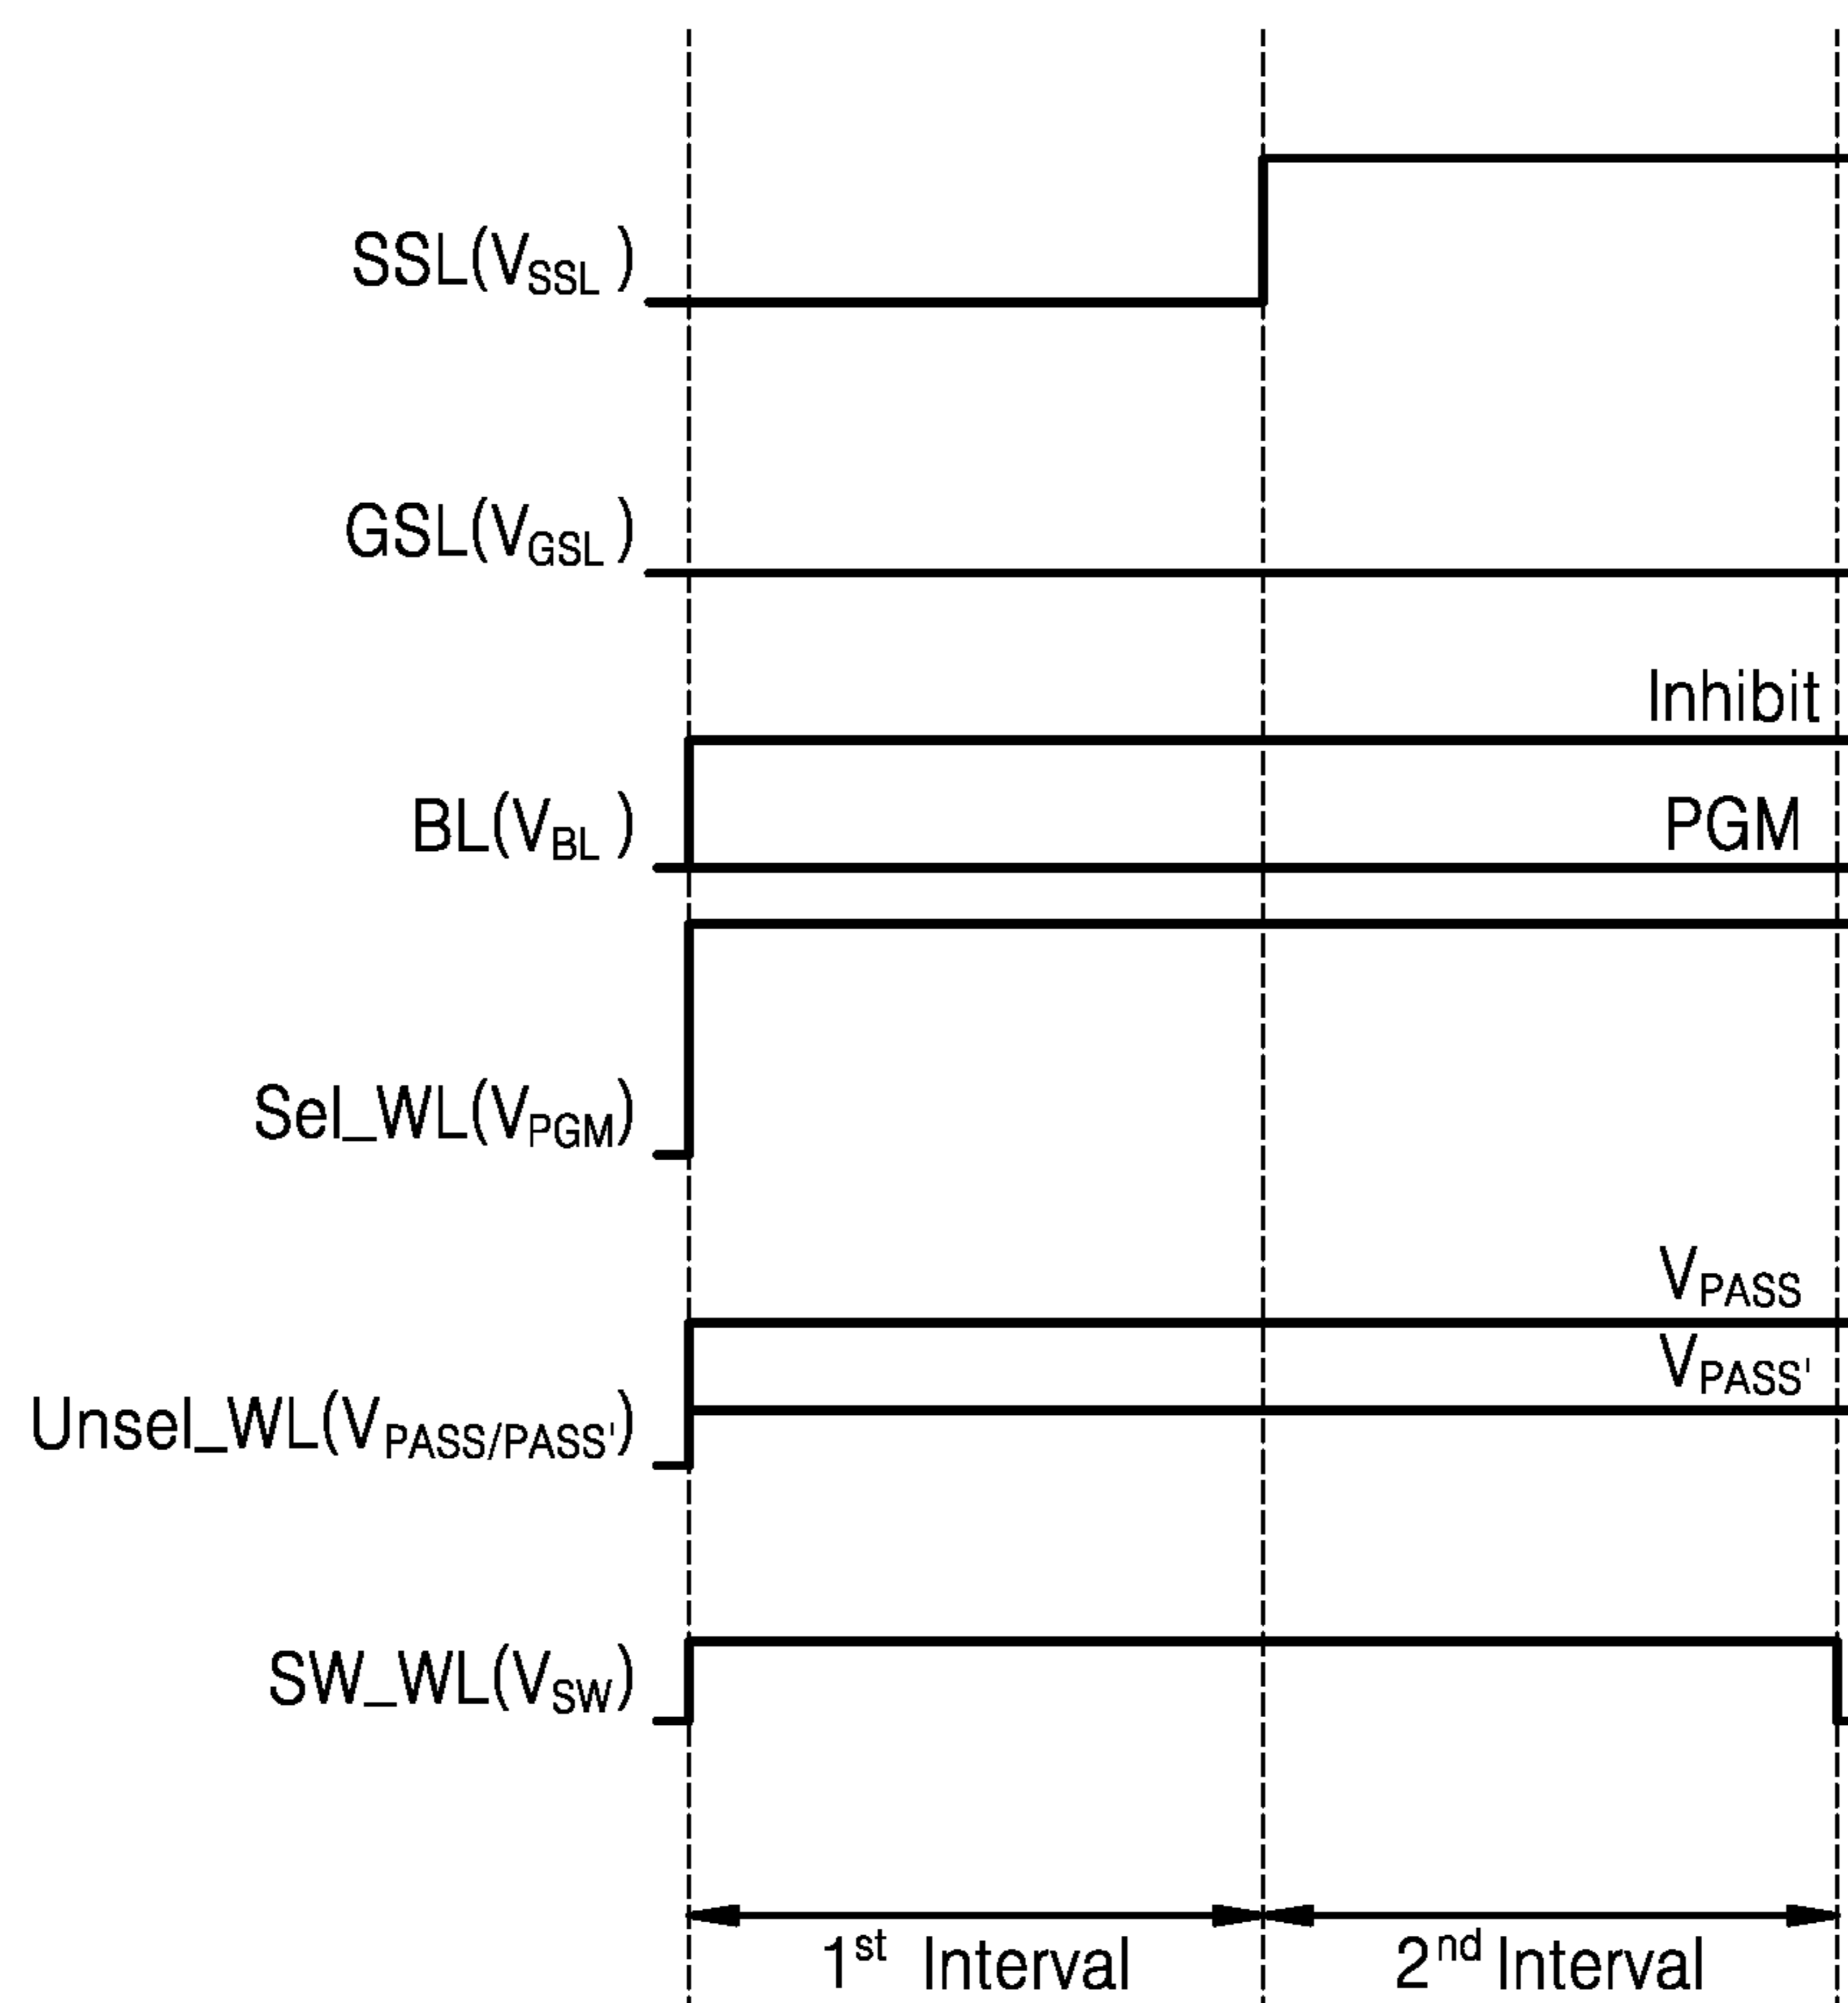 SSL(VSSL )
GSL(VGSL )
Inhibit
BL(VBL )
PGM
Sel_WL(VPGM)
VPASS
VPASS'
Unsel_WL(VPASS/PASS')
SW_WL(VSW)
1st Interval
2nd Interval